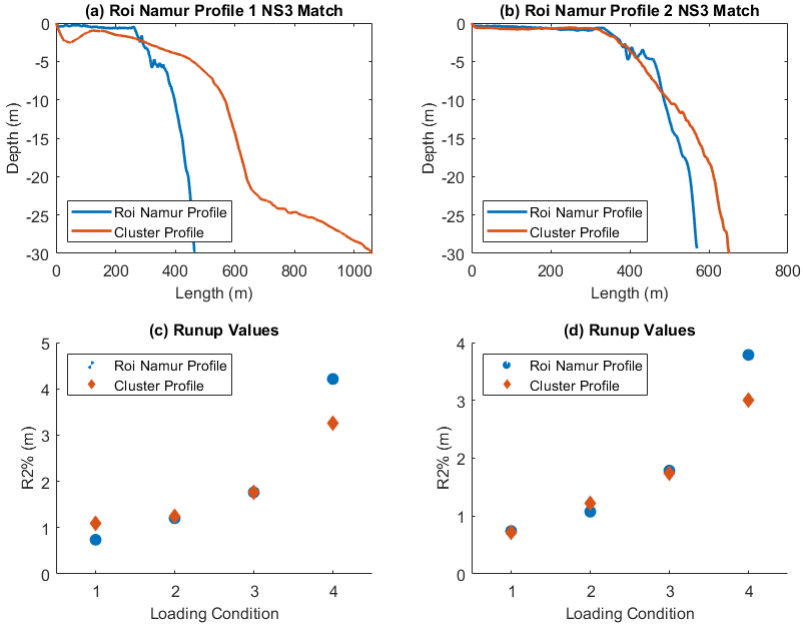 (a) Roi Namur Profile 1 NS3 Match
0
-5
-10
-15
-20
-25
-30
Depth (m)
Roi Namur Profile
Cluster Profile
0 200 400 600 800 1000
Length (m)
(b) Roi Namur Profile 2 NS3 Match
0
-5
-10
-15
-20
-25
-30
Depth (m)
Roi Namur Profile
Cluster Profile
0 200 400 600 800
Length (m)
(c) Runup Values
5
4
3
2
1
0
R2% (m)
Roi Namur Profile
Cluster Profile
1 2 3 4
Loading Condition
(d) Runup Values
4
3
2
1
0
R2% (m)
Roi Namur Profile
Cluster Profile
1 2 3 4
Loading Condition